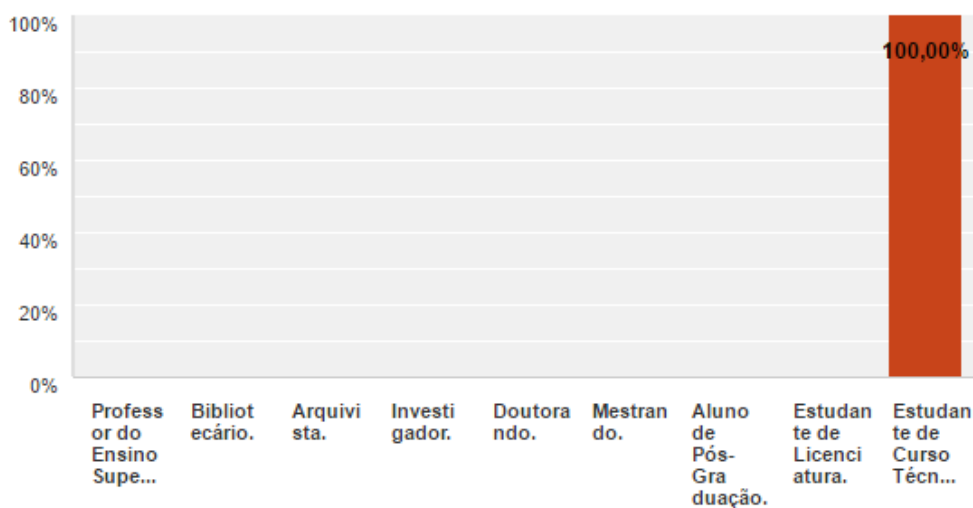 100%
80%
60%
40%
20%
0%
100,00%
Profess
or do
Ensino
Supe...
Bibliot
ecário.
Arquivi
sta.
Investi
gador.
Doutora
ndo.
Mestran
do.
Aluno
de
Pós-
Gra
duação.
Estudan
te de
Licenci
atura.
Estudan
te de
Curso
Técn...